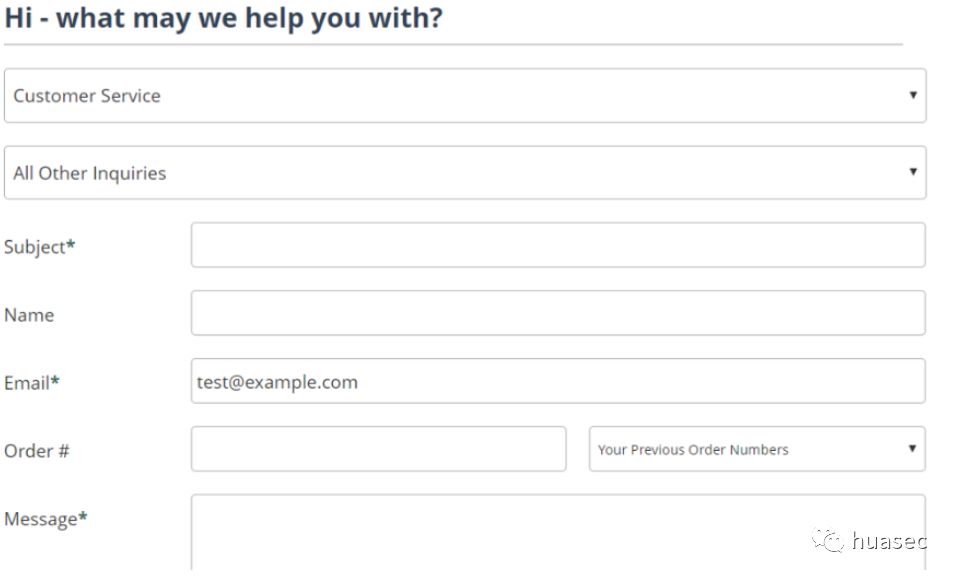 Hi - what may we help you with?
Customer Service
All Other Inquiries
Subject*
Name
Email* test@example.com
Order # Your Previous Order Numbers
Message*
huasec